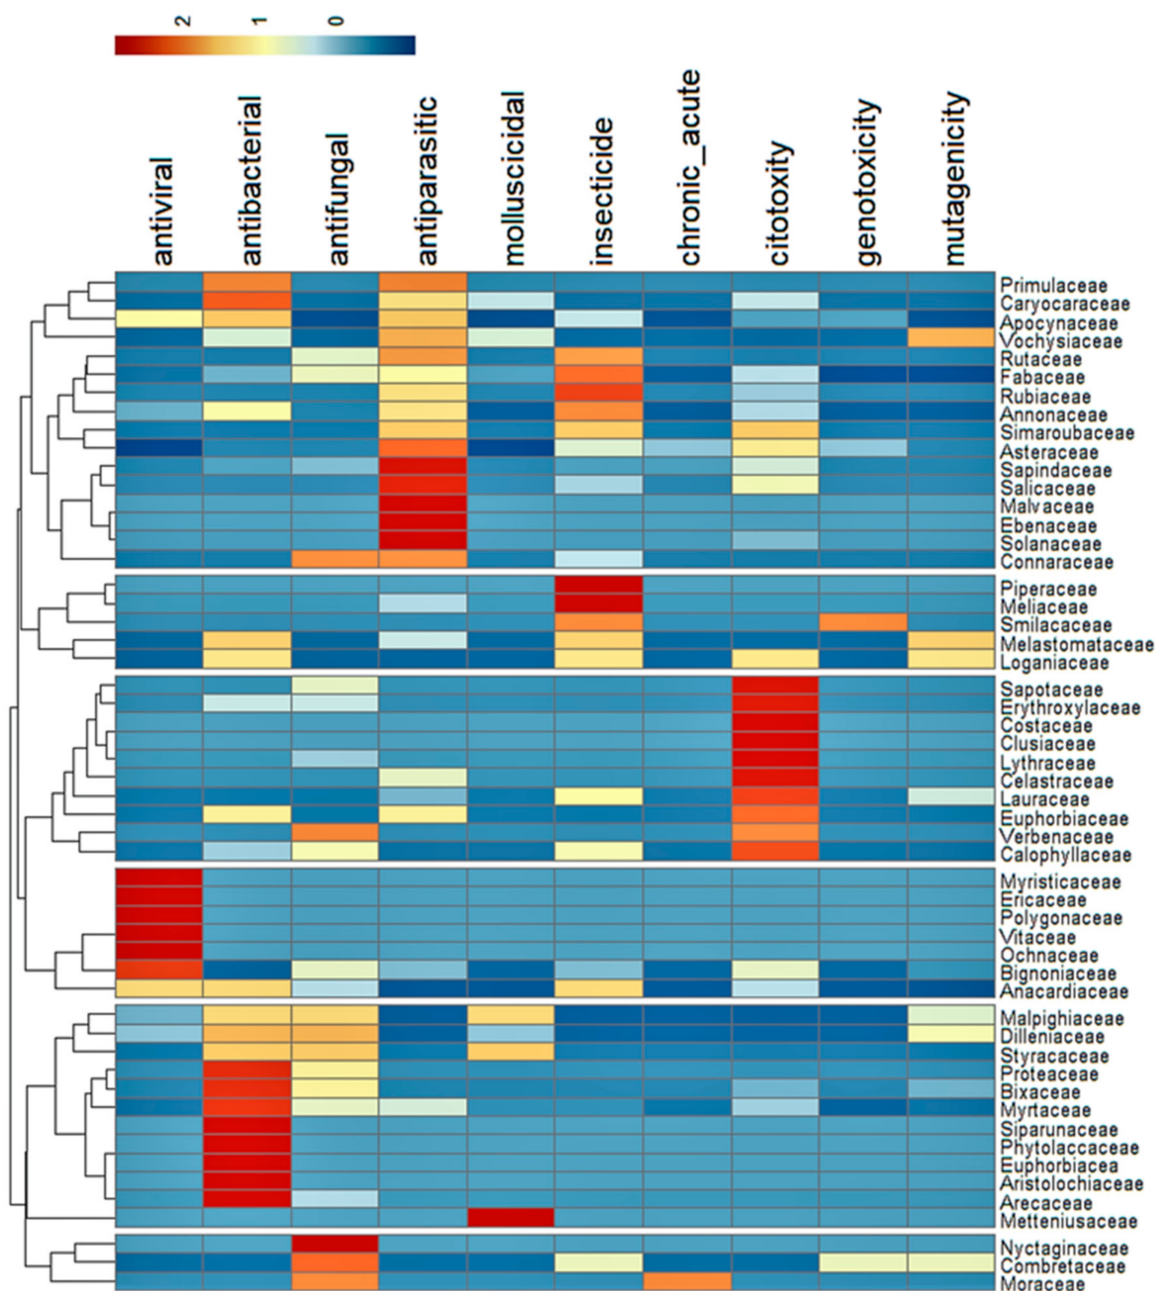 2
1
0
antiviral
antibacterial
antifungal
antiparasitic
molluscicidal
insecticide
chronic_acute
citotoxity
genotoxicity
mutagenicity
Primulaceae
Caryocaraceae
Apocynaceae
Vochysiaceae
Rutaceae
Fabaceae
Rubiaceae
Annonaceae
Simaroubaceae
Asteraceae
Sapindaceae
Salicaceae
Malvaceae
Ebenaceae
Solanaceae
Connaraceae
Piperaceae
Meliaceae
Smilacaceae
Melastomataceae
Loganiaceae
Sapotaceae
Erythroxylaceae
Costaceae
Clusiaceae
Lythraceae
Celastraceae
Lauraceae
Euphorbiaceae
Verbenaceae
Calophyllaceae
Myristicaceae
Ericaceae
Polygonaceae
Vitaceae
Ochnaceae
Bignoniaceae
Anacardiaceae
Malpighiaceae
Dilleniaceae
Styracaceae
Proteaceae
Bixaceae
Myrtaceae
Siparunaceae
Phytolaccaceae
Euphorbiacea
Aristolochiaceae
Arecaceae
Metteniusaceae
Nyctaginaceae
Combretaceae
Moraceae